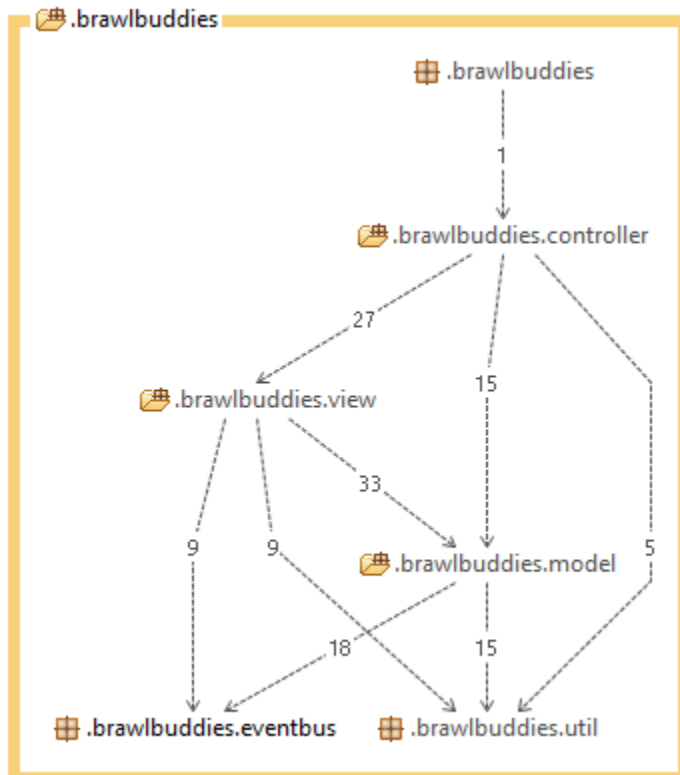 .brawlbuddies
.brawlbuddies
1
.brawlbuddies.controller
27
15
.brawlbuddies.view
33
9
9
5
.brawlbuddies.model
18
15
.brawlbuddies.eventbus
.brawlbuddies.util